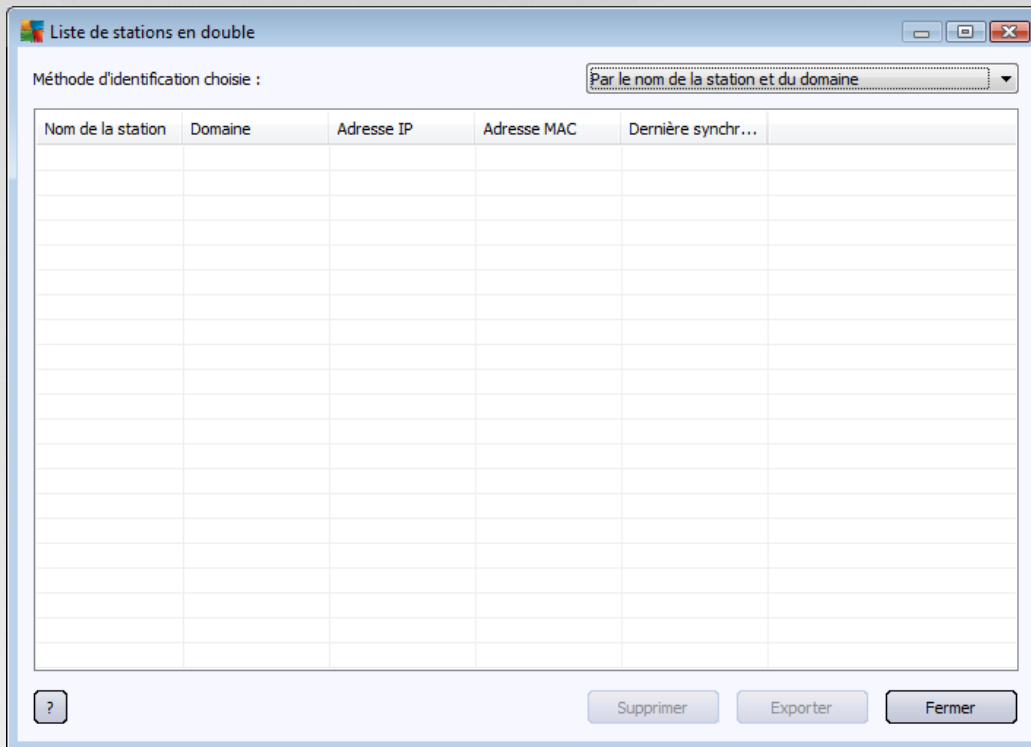 Liste de stations en double
Méthode d'identification choisie : Par le nom de la station et du domaine
Nom de la station Domaine Adresse IP Adresse MAC Dernière synchr...
? Supprimer Exporter Fermer